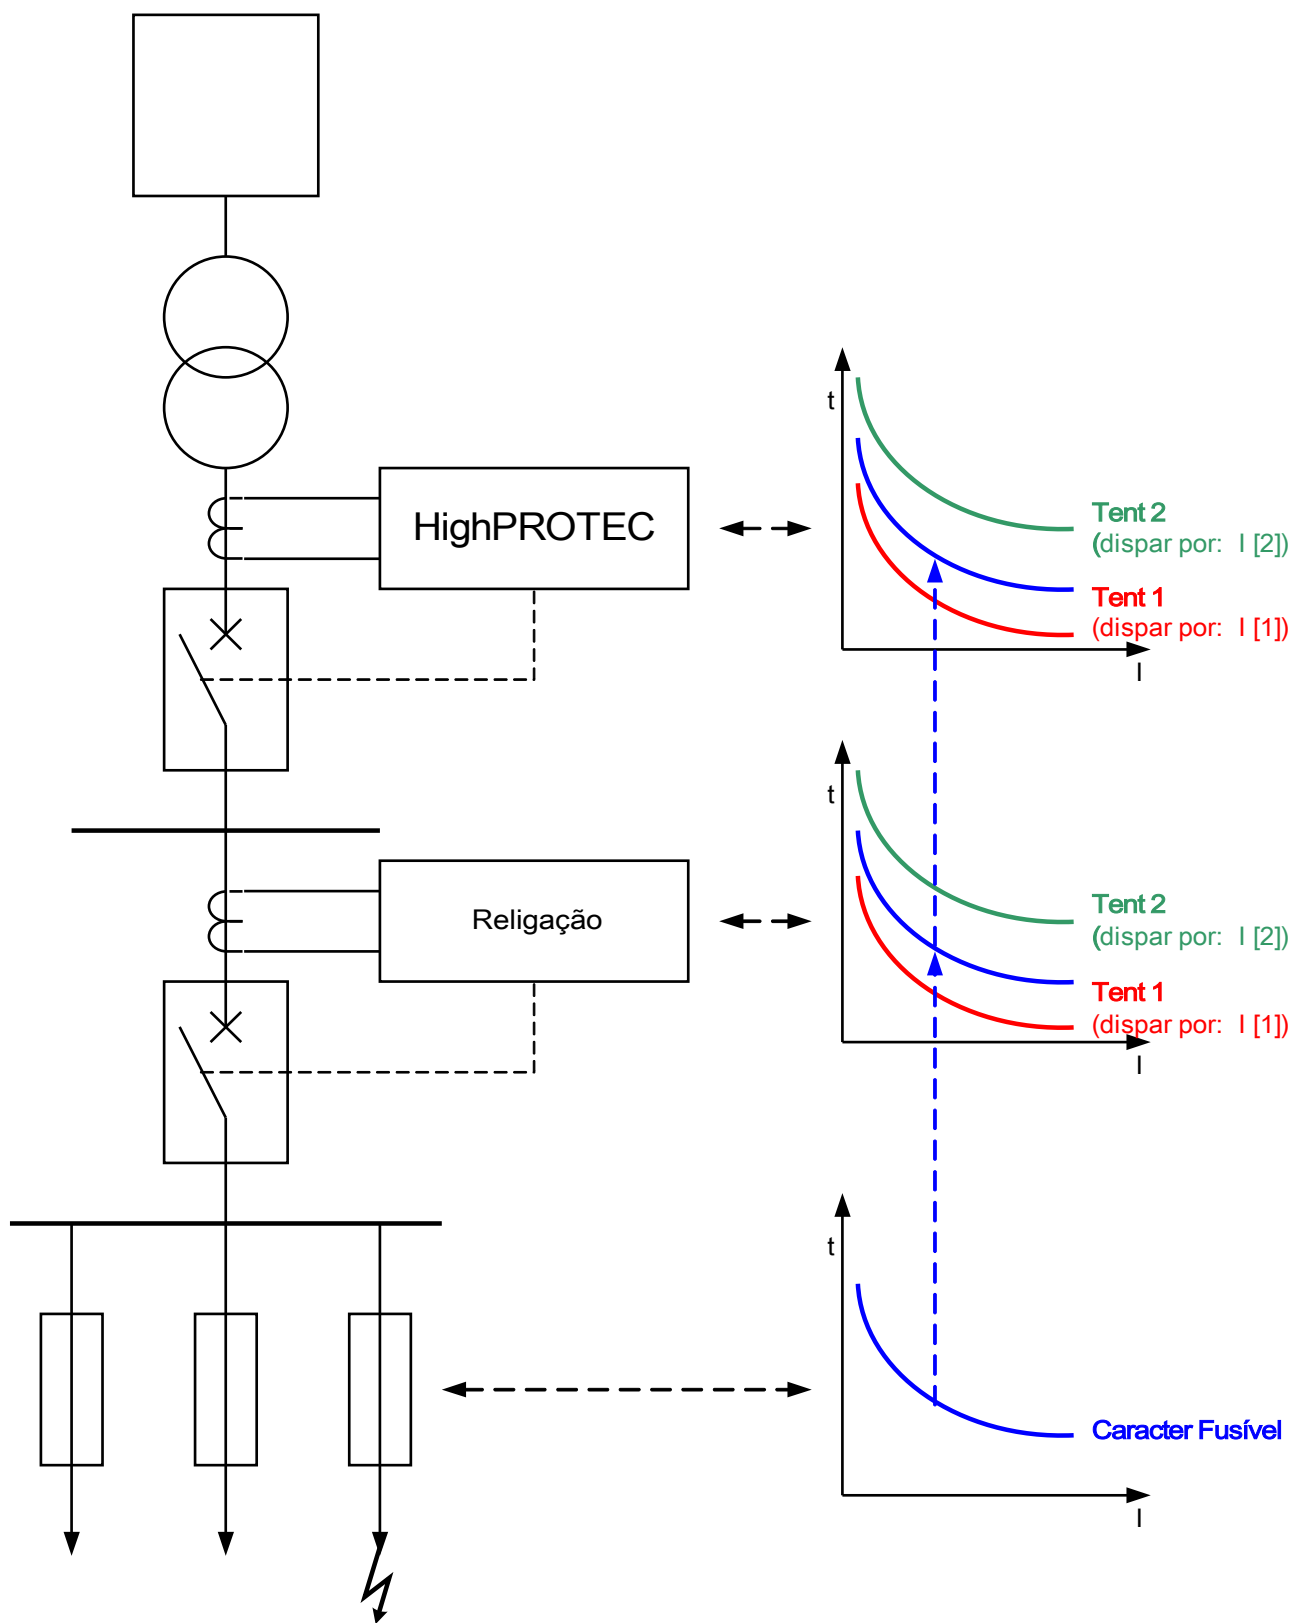 t
HighPROTEC
Tent 2
(dispar por: I [2])
Tent 1
(dispar por: I [1])
I
t
Religação
Tent 2
(dispar por: I [2])
Tent 1
(dispar por: I [1])
I
t
Caracter Fusível
I